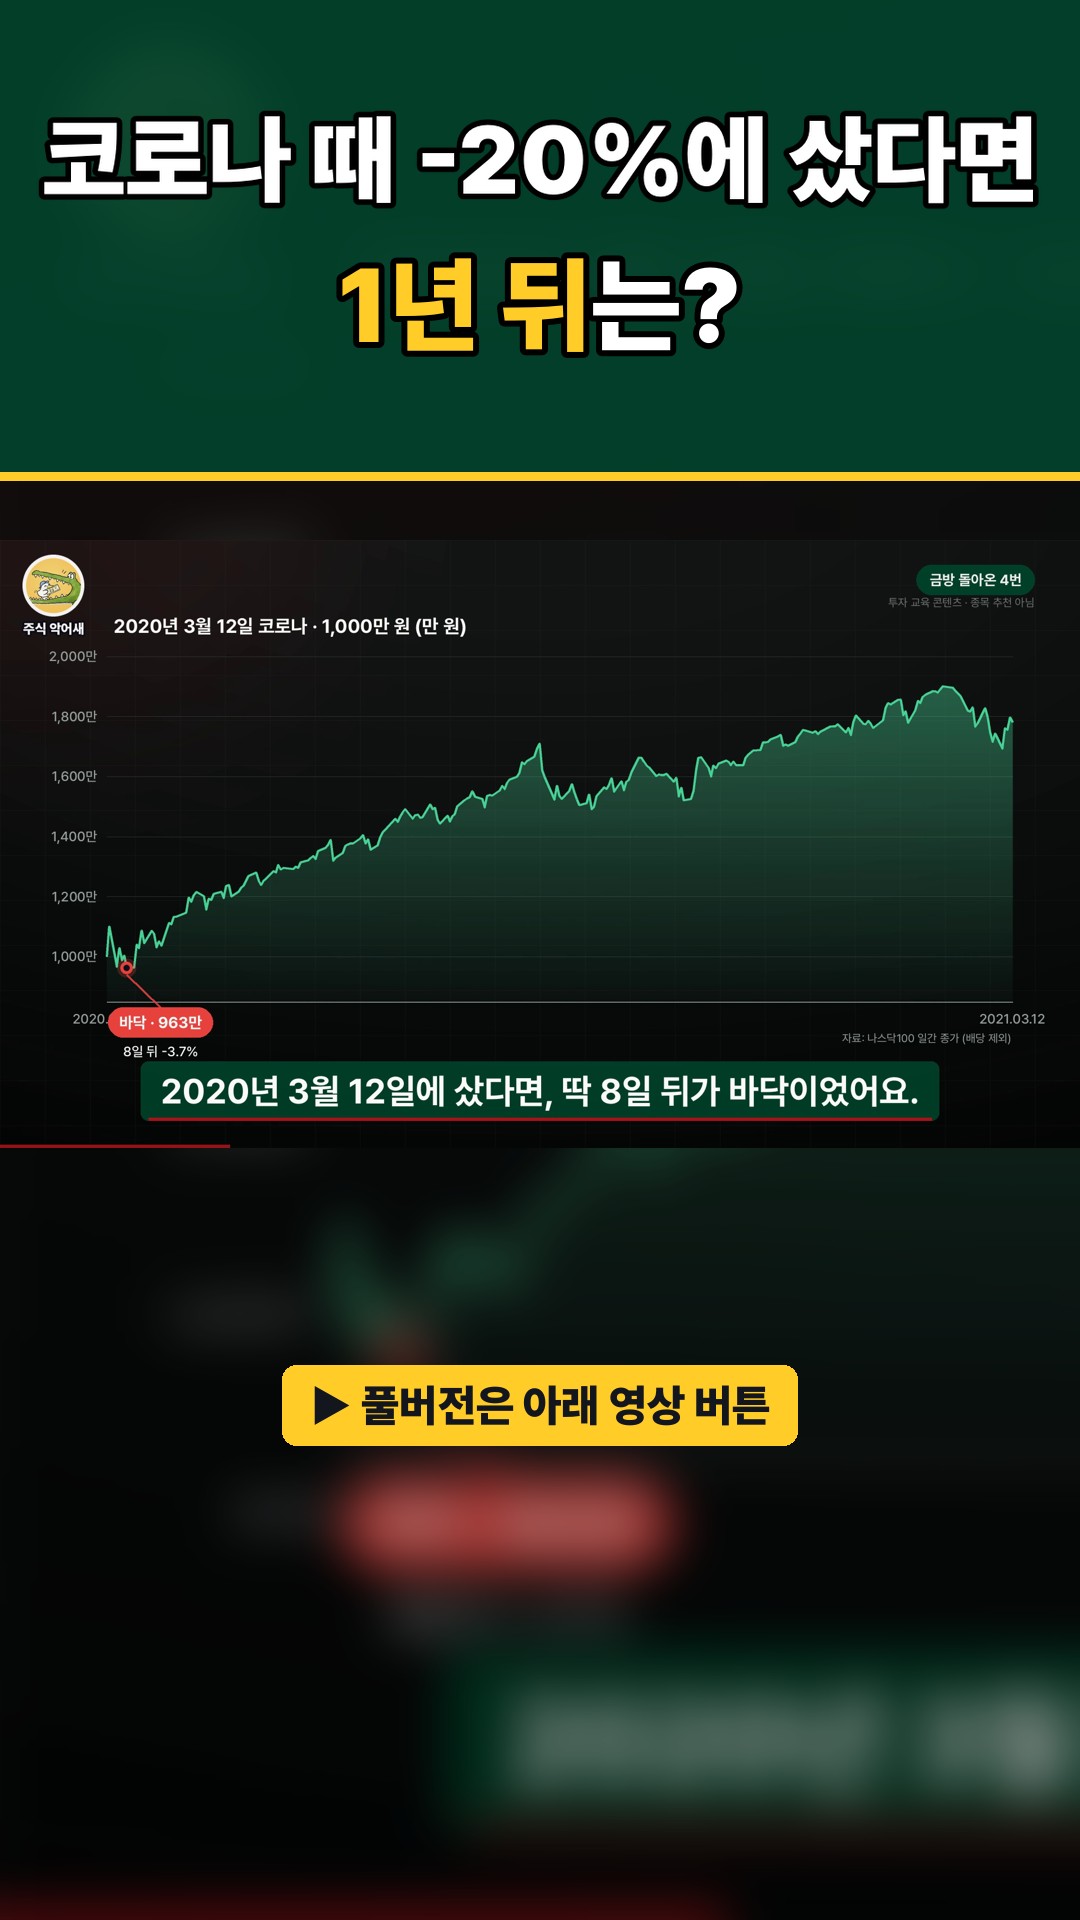 코로나 때 -20%에 샀다면
1년 뒤는?
주식 악어새
금방 돌아온 4번
투자 교육 콘텐츠 · 종목 추천 아님
2020년 3월 12일 코로나 · 1,000만 원 (만 원)
2,000만
1,800만
1,600만
1,400만
1,200만
1,000만
2020.
바닥 · 963만
8일 뒤 -3.7%
2021.03.12
자료: 나스닥100 일간 종가 (배당 제외)
2020년 3월 12일에 샀다면, 딱 8일 뒤가 바닥이었어요.
▶ 풀버전은 아래 영상 버튼